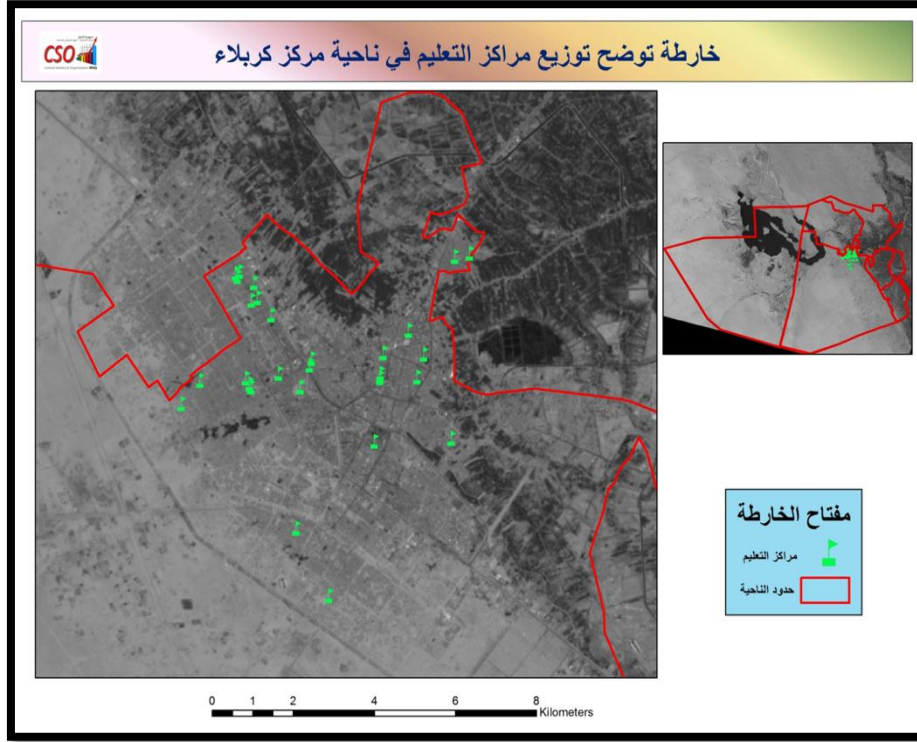 CSO
خارطة توضح توزيع مراكز التعليم في ناحية مركز كربلاء
مفتاح الخارطة
مراكز التعليم
حدود الناحية
0 1 2 4 6 8
Kilometers